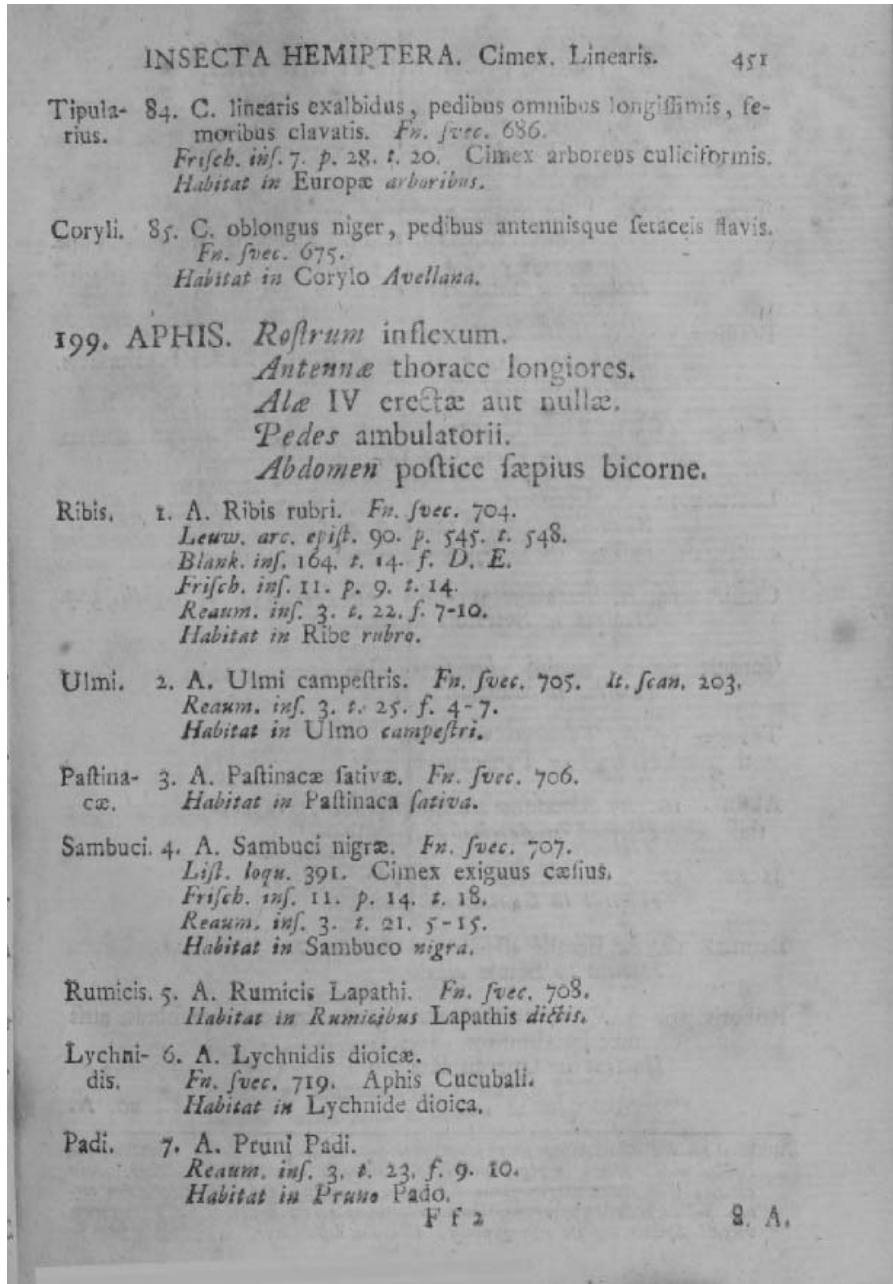 INSECTA HEMIPTERA. Cimex. Linearis. 451
Tipula- 84. C. linearis exalbidus, pedibus omnibus longiſſimis, fe-
rius. moribus clavatis. Fn. ſvec. 686.
Friſch. inſ. 7. p. 28. t. 20. Cimex arboreus culiciformis.
Habitat in Europæ arboribus.
Coryli. 85. C. oblongus niger, pedibus antennisque ſetaceis flavis.
Fn. ſvec. 675.
Habitat in Corylo Avellana.
199. APHIS. Roſtrum inflexum.
Antennæ thorace longiores.
Alæ IV erectæ aut nullæ.
Pedes ambulatorii.
Abdomen poſtice ſæpius bicorne.
Ribis. 1. A. Ribis rubri. Fn. ſvec. 704.
Leuw. arc. epiſt. 90. p. 545. t. 548.
Blank. inſ. 164. t. 14. f. D. E.
Friſch. inſ. 11. p. 9. t. 14.
Reaum. inſ. 3. t. 22. f. 7-10.
Habitat in Ribe rubro.
Ulmi. 2. A. Ulmi campeſtris. Fn. ſvec. 705. It. ſcan. 203.
Reaum. inſ. 3. t. 25. f. 4-7.
Habitat in Ulmo campeſtri.
Paſtina- 3. A. Paſtinacæ ſativæ. Fn. ſvec. 706.
cæ. Habitat in Paſtinaca ſativa.
Sambuci. 4. A. Sambuci nigræ. Fn. ſvec. 707.
Liſt. loqu. 391. Cimex exiguus cæſius.
Friſch. inſ. 11. p. 14. t. 18.
Reaum. inſ. 3. t. 21. 5-15.
Habitat in Sambuco nigra.
Rumicis. 5. A. Rumicis Lapathi. Fn. ſvec. 708.
Habitat in Rumicibus Lapathis dictis.
Lychni- 6. A. Lychnidis dioicæ.
dis. Fn. ſvec. 719. Aphis Cucubali.
Habitat in Lychnide dioica.
Padi. 7. A. Pruni Padi.
Reaum. inſ. 3. t. 23. f. 9. 10.
Habitat in Pruno Pado.
F f 2 8. A.